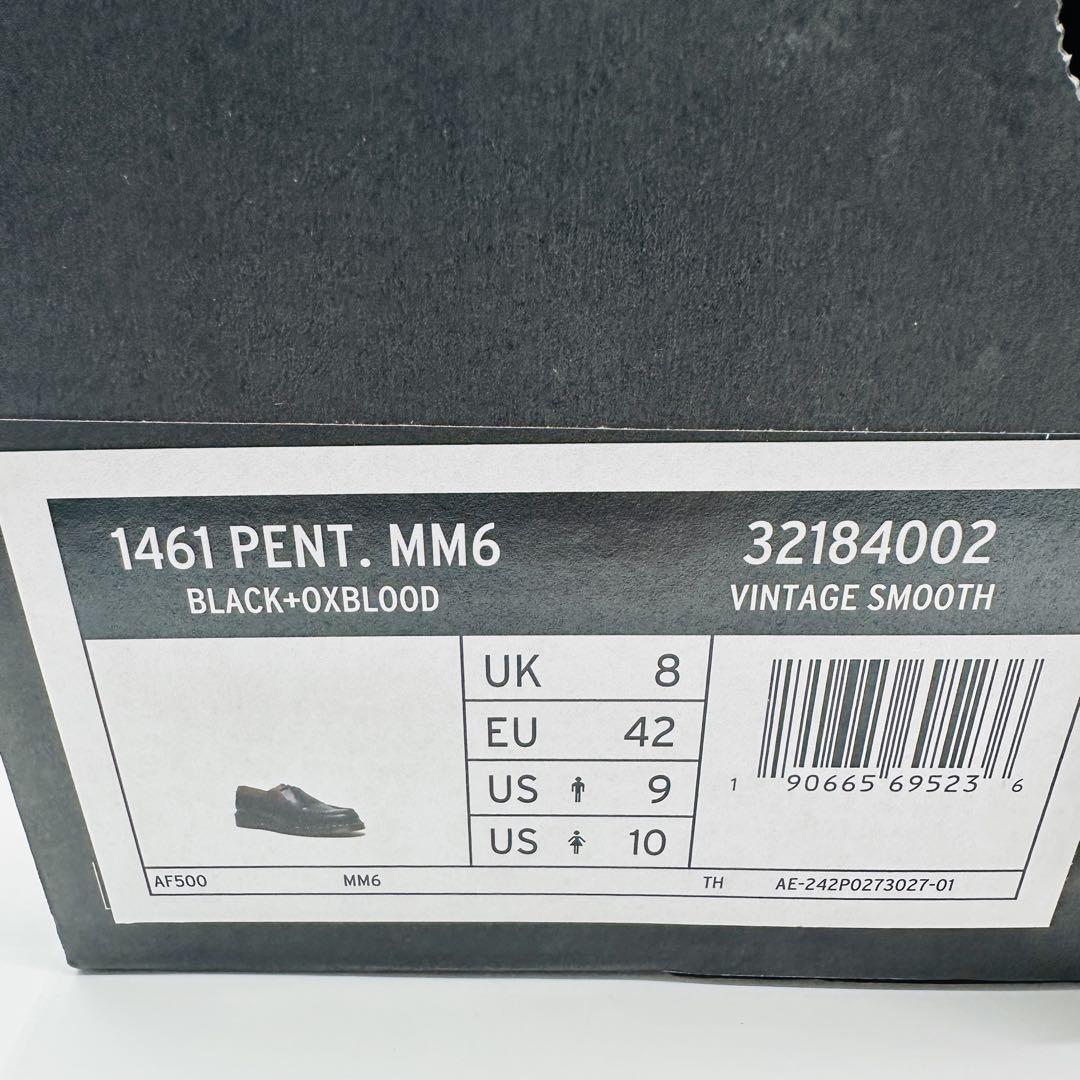 1461 PENT. MM6
BLACK+OXBLOOD
32184002
VINTAGE SMOOTH
UK 8
EU 42
US 9
US 10
1 90665 69523 6
AF500 MM6 TH AE-242P0273027-01